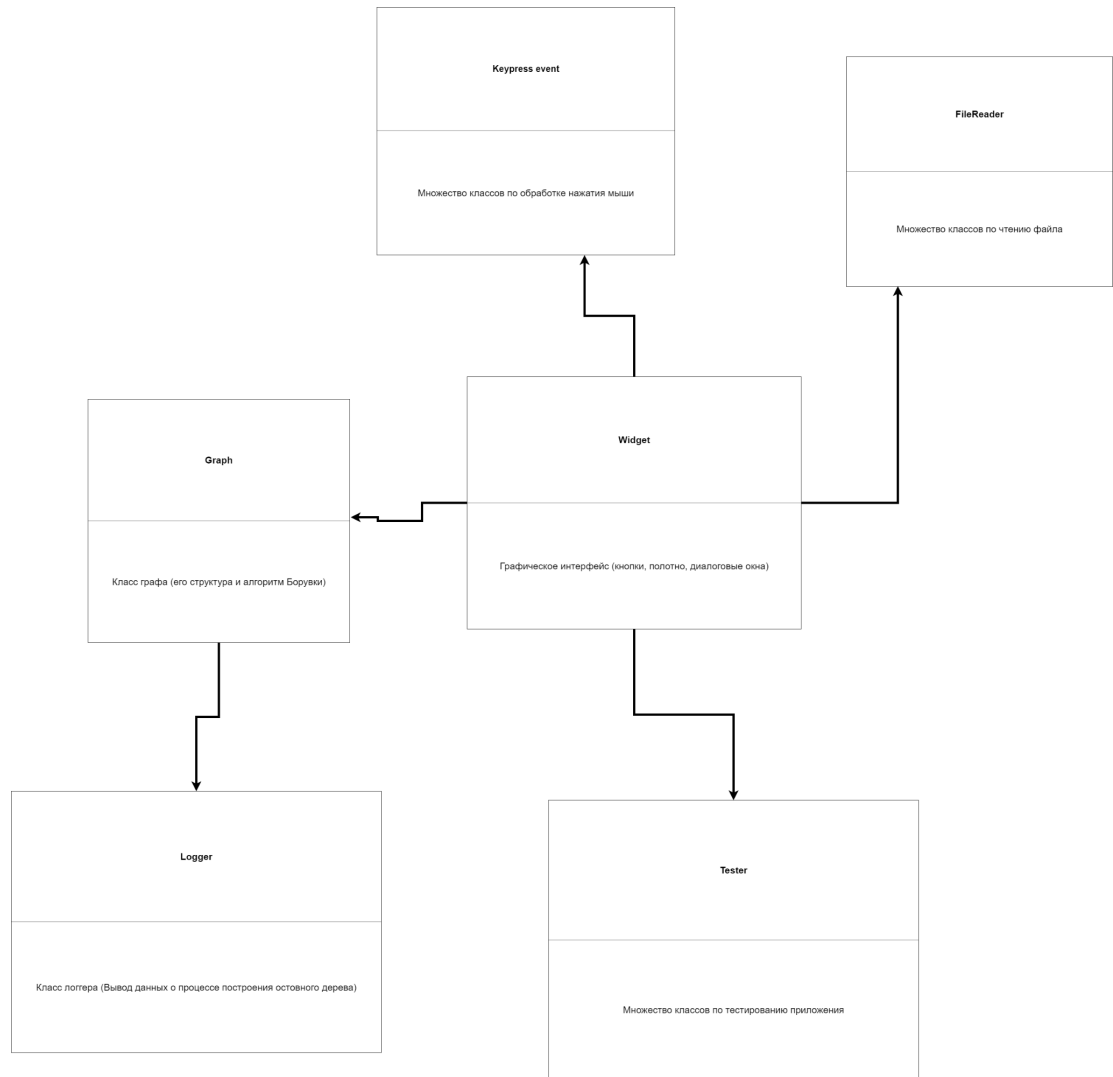 Keypress event
Множество классов по обработке нажатия мыши
FileReader
Множество классов по чтению файла
Graph
Класс графа (его структура и алгоритм Борувки)
Widget
Графическое интерфейс (кнопки, полотно, диалоговые окна)
Logger
Класс логгера (Вывод данных о процессе построения остовного дерева)
Tester
Множество классов по тестированию приложения